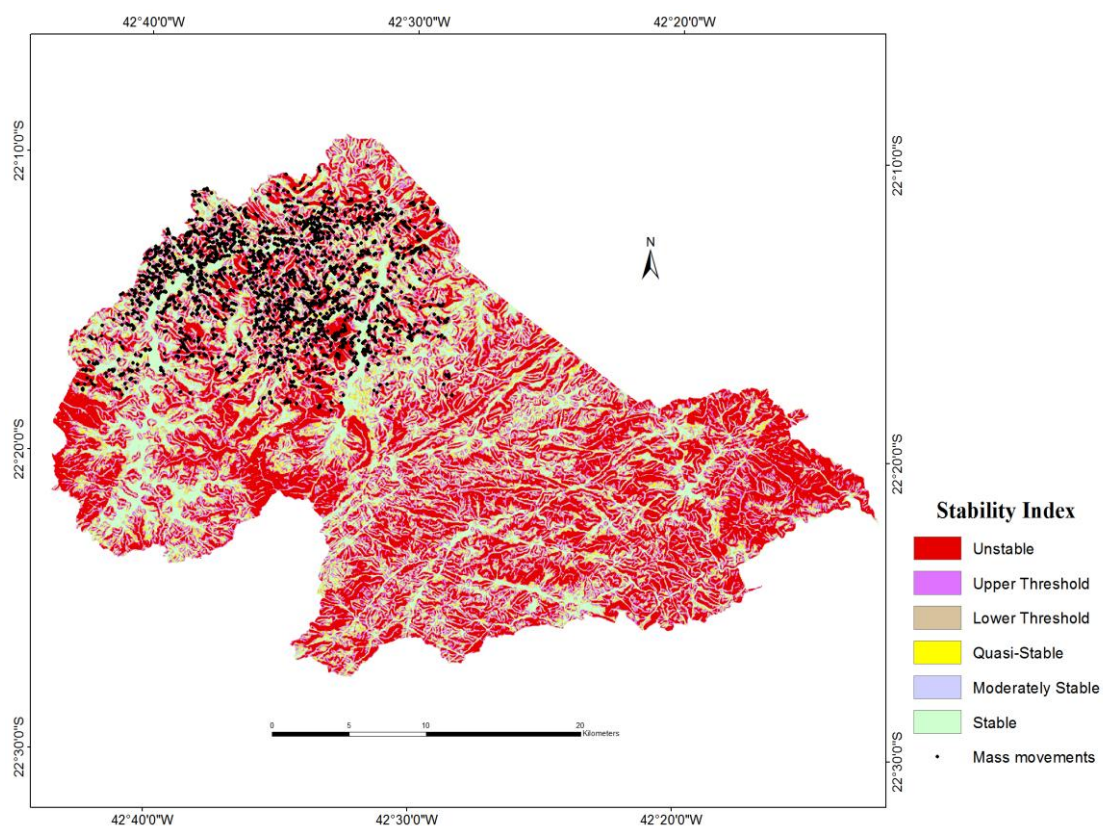 42°40'0"W 42°30'0"W 42°20'0"W
22°10'0"S 22°10'0"S
N
22°20'0"S 22°20'0"S
Stability Index
Unstable
Upper Threshold
Lower Threshold
Quasi-Stable
Moderately Stable
Stable
Mass movements
0 5 10 20
Kilometers
22°30'0"S 22°30'0"S
42°40'0"W 42°30'0"W 42°20'0"W